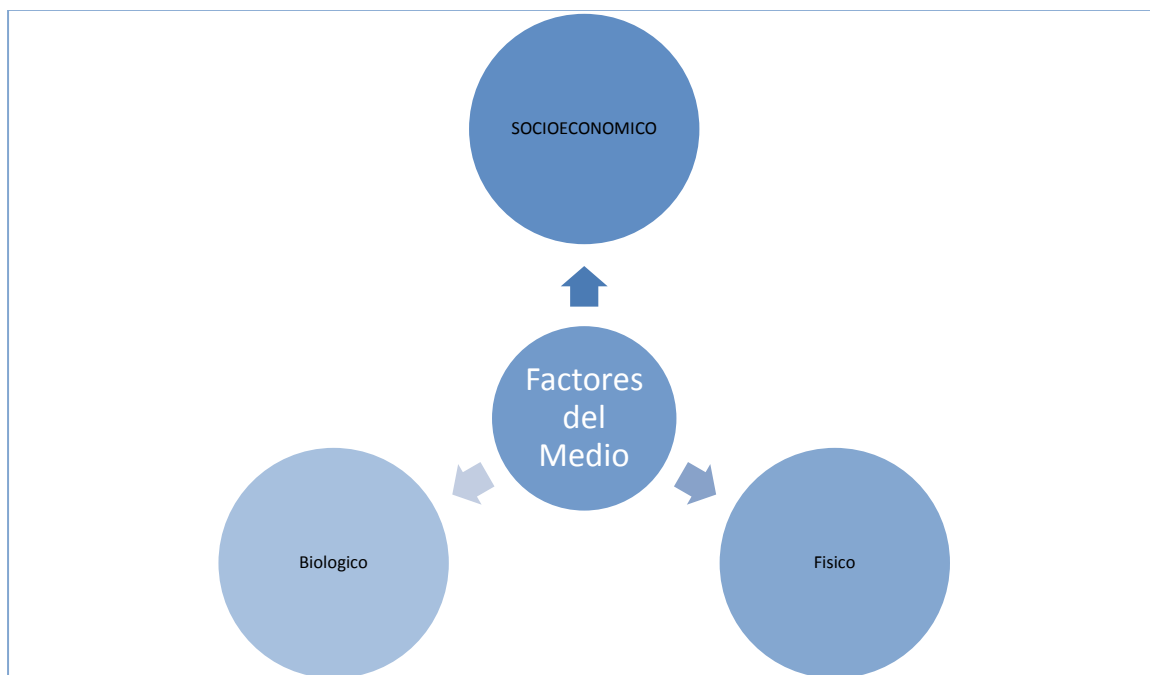 SOCIOECONOMICO
Factores
del
Medio
Biologico
Fisico